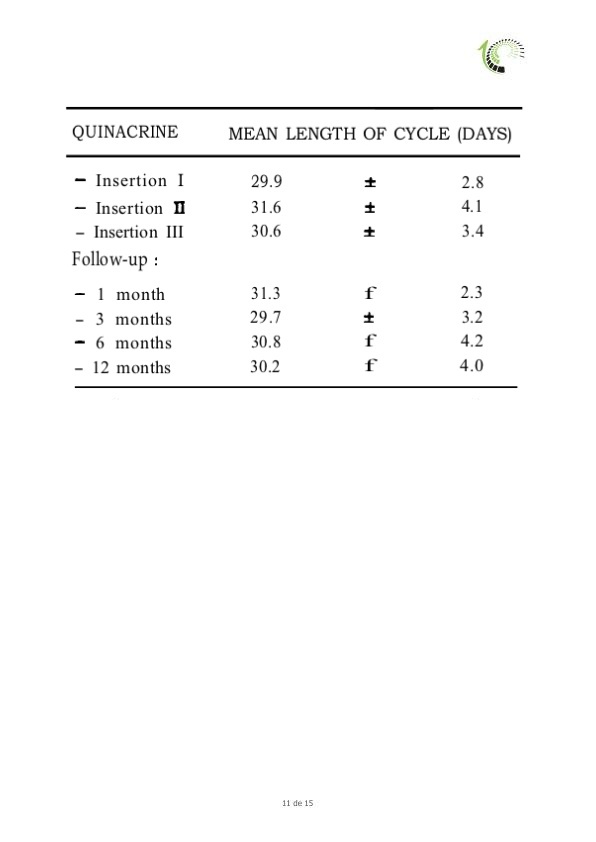 QUINACRINE MEAN LENGTH OF CYCLE (DAYS)
– Insertion I 29.9 ± 2.8
– Insertion II 31.6 ± 4.1
– Insertion III 30.6 ± 3.4
Follow-up :
– 1 month 31.3 f 2.3
– 3 months 29.7 ± 3.2
– 6 months 30.8 f 4.2
– 12 months 30.2 f 4.0
11 de 15